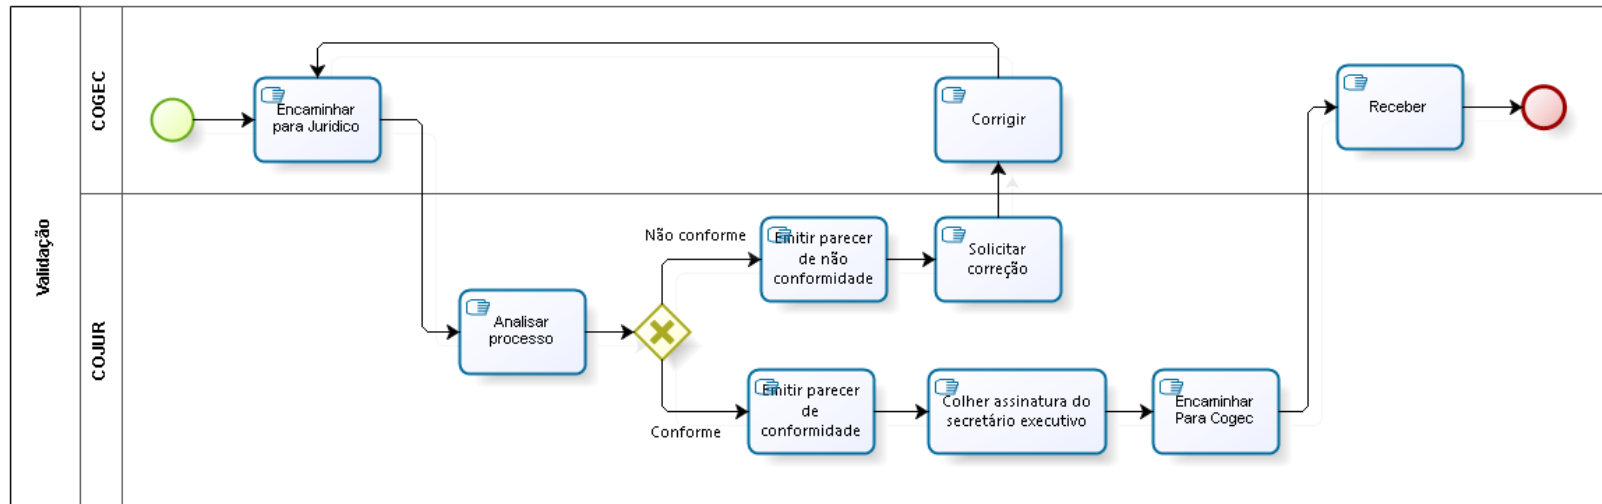 Validação
COGEC
Encaminhar
para Juridico
Corrigir
Receber
COJUR
Analisar
processo
Não conforme
Emitir parecer
de não
conformidade
Solicitar
correção
Conforme
Emitir parecer
de
conformidade
Colher assinatura do
secretário executivo
Encaminhar
Para Cogec